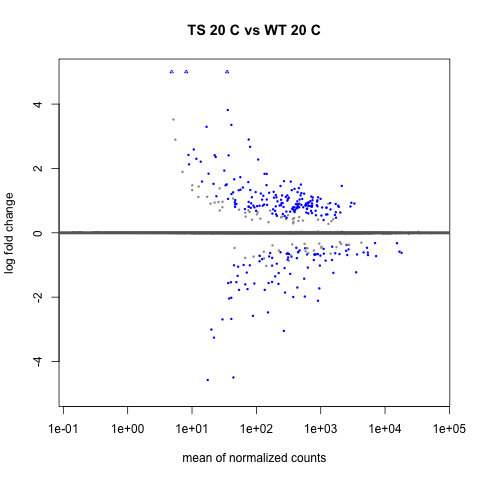 TS 20 C vs WT 20 C
log fold change
4
2
0
-2
-4
1e-01 1e+00 1e+01 1e+02 1e+03 1e+04 1e+05
mean of normalized counts